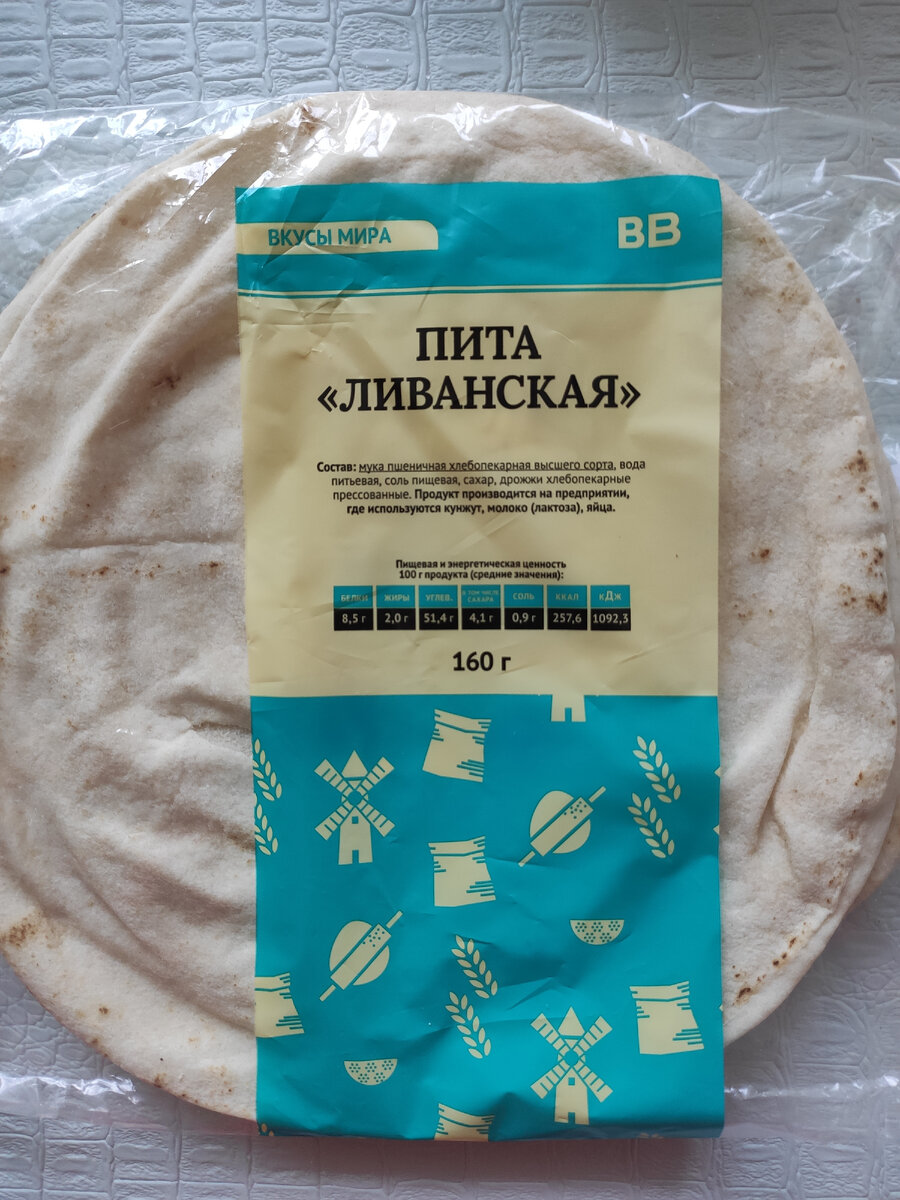 ВКУСЫ МИРА
ВВ
ПИТА
«ЛИВАНСКАЯ»
Состав: мука пшеничная хлебопекарная высшего сорта, вода
питьевая, соль пищевая, сахар, дрожжи хлебопекарные
прессованные. Продукт производится на предприятии,
где используются кунжут, молоко (лактоза), яйца.
Пищевая и энергетическая ценность
100 г продукта (средние значения):
БЕЛКИ ЖИРЫ УГЛЕВ. В ТОМ ЧИСЛЕ САХАРА СОЛЬ ККАЛ КДЖ
8,5 г 2,0 г 51,4 г 4,1 г 0,9 г 257,6 1092,3
160 г